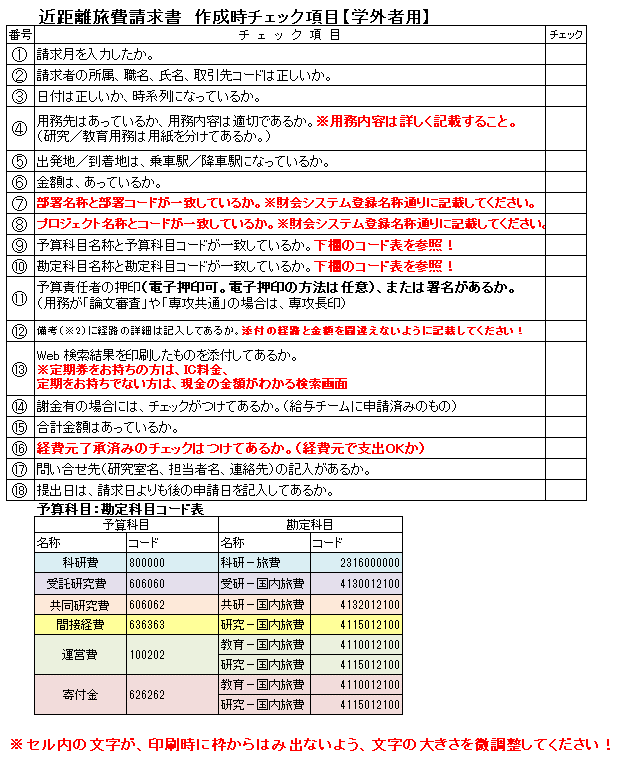 近距離旅費請求書　作成時チェック項目【学外者用】
番号 チ ェ ッ ク 項 目 チェック
① 請求月を入力したか。
② 請求者の所属、職名、氏名、取引先コードは正しいか。
③ 日付は正しいか、時系列になっているか。
④ 用務先はあっているか、用務内容は適切であるか。※用務内容は詳しく記載すること。
（研究／教育用務は用紙を分けてあるか。）
⑤ 出発地／到着地は、乗車駅／降車駅になっているか。
⑥ 金額は、あっているか。
⑦ 部署名称と部署コードが一致しているか。※財会システム登録名称通りに記載してください。
⑧ プロジェクト名称とコードが一致しているか。※財会システム登録名称通りに記載してください。
⑨ 予算科目名称と予算科目コードが一致しているか。下欄のコード表を参照！
⑩ 勘定科目名称と勘定科目コードが一致しているか。下欄のコード表を参照！
⑪ 予算責任者の押印（電子押印可。電子押印の方法は任意）、または署名があるか。
（用務が「論文審査」や「専攻共通」の場合は、専攻長印）
⑫ 備考（※2）に経路の詳細は記入してあるか。添付の経路と金額を間違えないように記載してください！
⑬ Web 検索結果を印刷したものを添付してあるか。
※定期券をお持ちの方は、IC料金、
定期をお持ちでない方は、現金の金額がわかる検索画面
⑭ 謝金有の場合には、チェックがつけてあるか。（給与チームに申請済みのもの）
⑮ 合計金額はあっているか。
⑯ 経費元了承済みのチェックはつけてあるか。（経費元で支出OKか）
⑰ 問い合せ先（研究室名、担当者名、連絡先）の記入があるか。
⑱ 提出日は、請求日よりも後の申請日を記入してあるか。
予算科目：勘定科目コード表
予算科目 勘定科目
名称 コード 名称 コード
科研費 800000 科研－旅費 2316000000
受託研究費 606060 受研－国内旅費 4130012100
共同研究費 606062 共研－国内旅費 4132012100
間接経費 636363 研究－国内旅費 4115012100
運営費 100202 教育－国内旅費 4110012100
研究－国内旅費 4115012100
寄付金 626262 教育－国内旅費 4110012100
研究－国内旅費 4115012100
※セル内の文字が、印刷時に枠からはみ出ないよう、文字の大きさを微調整してください！